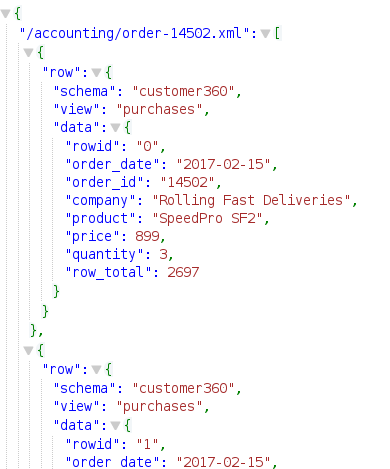 {
"/accounting/order-14502.xml": [
{
"row": {
"schema": "customer360",
"view": "purchases",
"data": {
"rowid": "0",
"order_date": "2017-02-15",
"order_id": "14502",
"company": "Rolling Fast Deliveries",
"product": "SpeedPro SF2",
"price": 899,
"quantity": 3,
"row_total": 2697
}
}
},
{
"row": {
"schema": "customer360",
"view": "purchases",
"data": {
"rowid": "1",
"order_date": "2017-02-15",